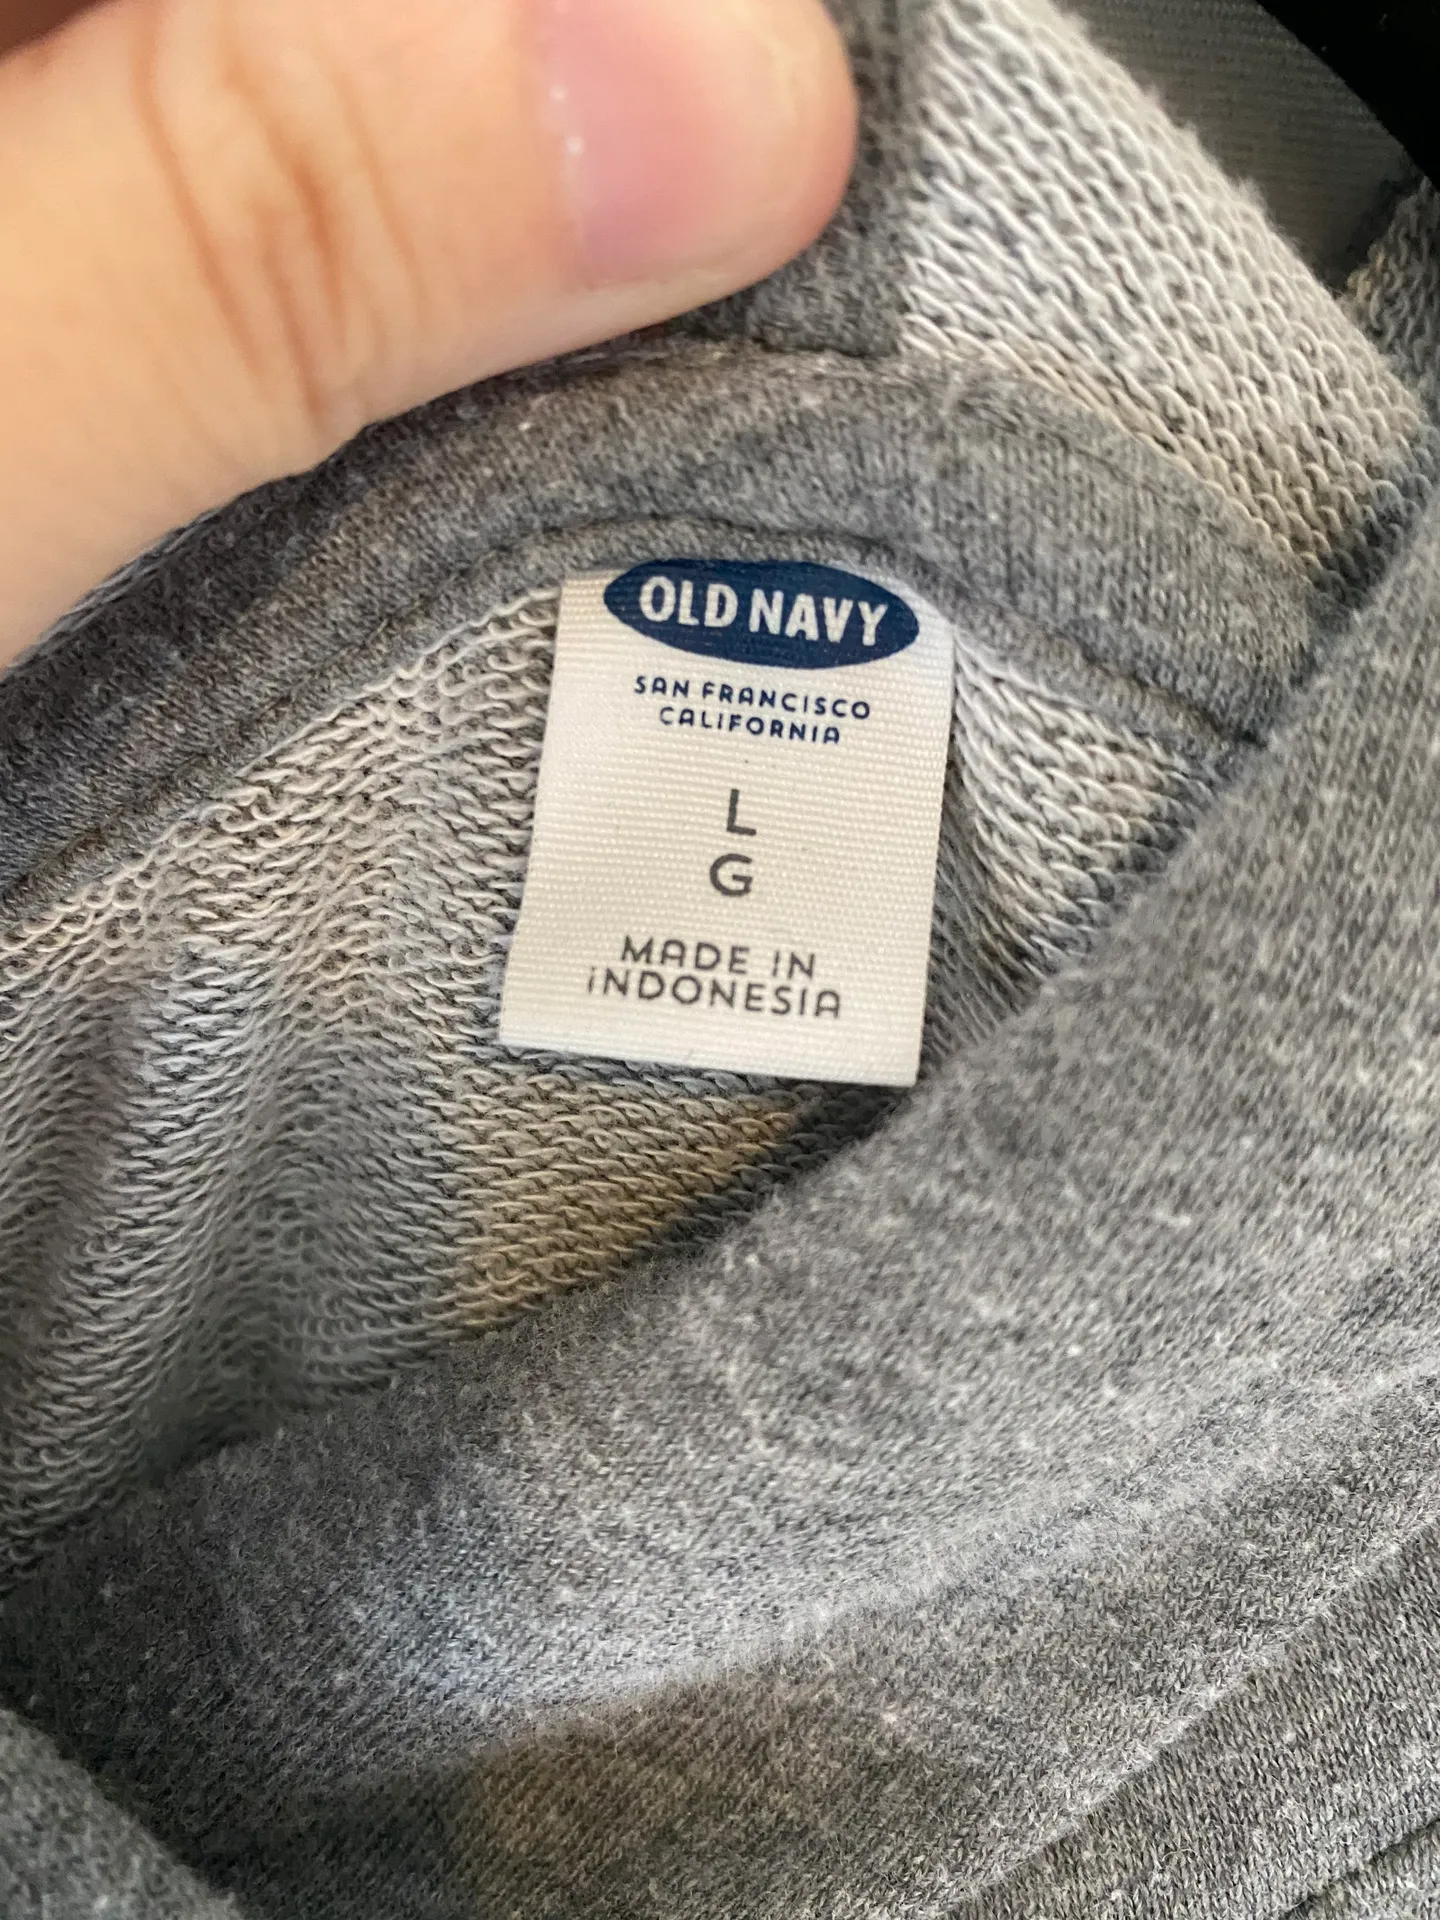 OLD NAVY
SAN FRANCISCO
CALIFORNIA
L
G
MADE IN
INDONESIA